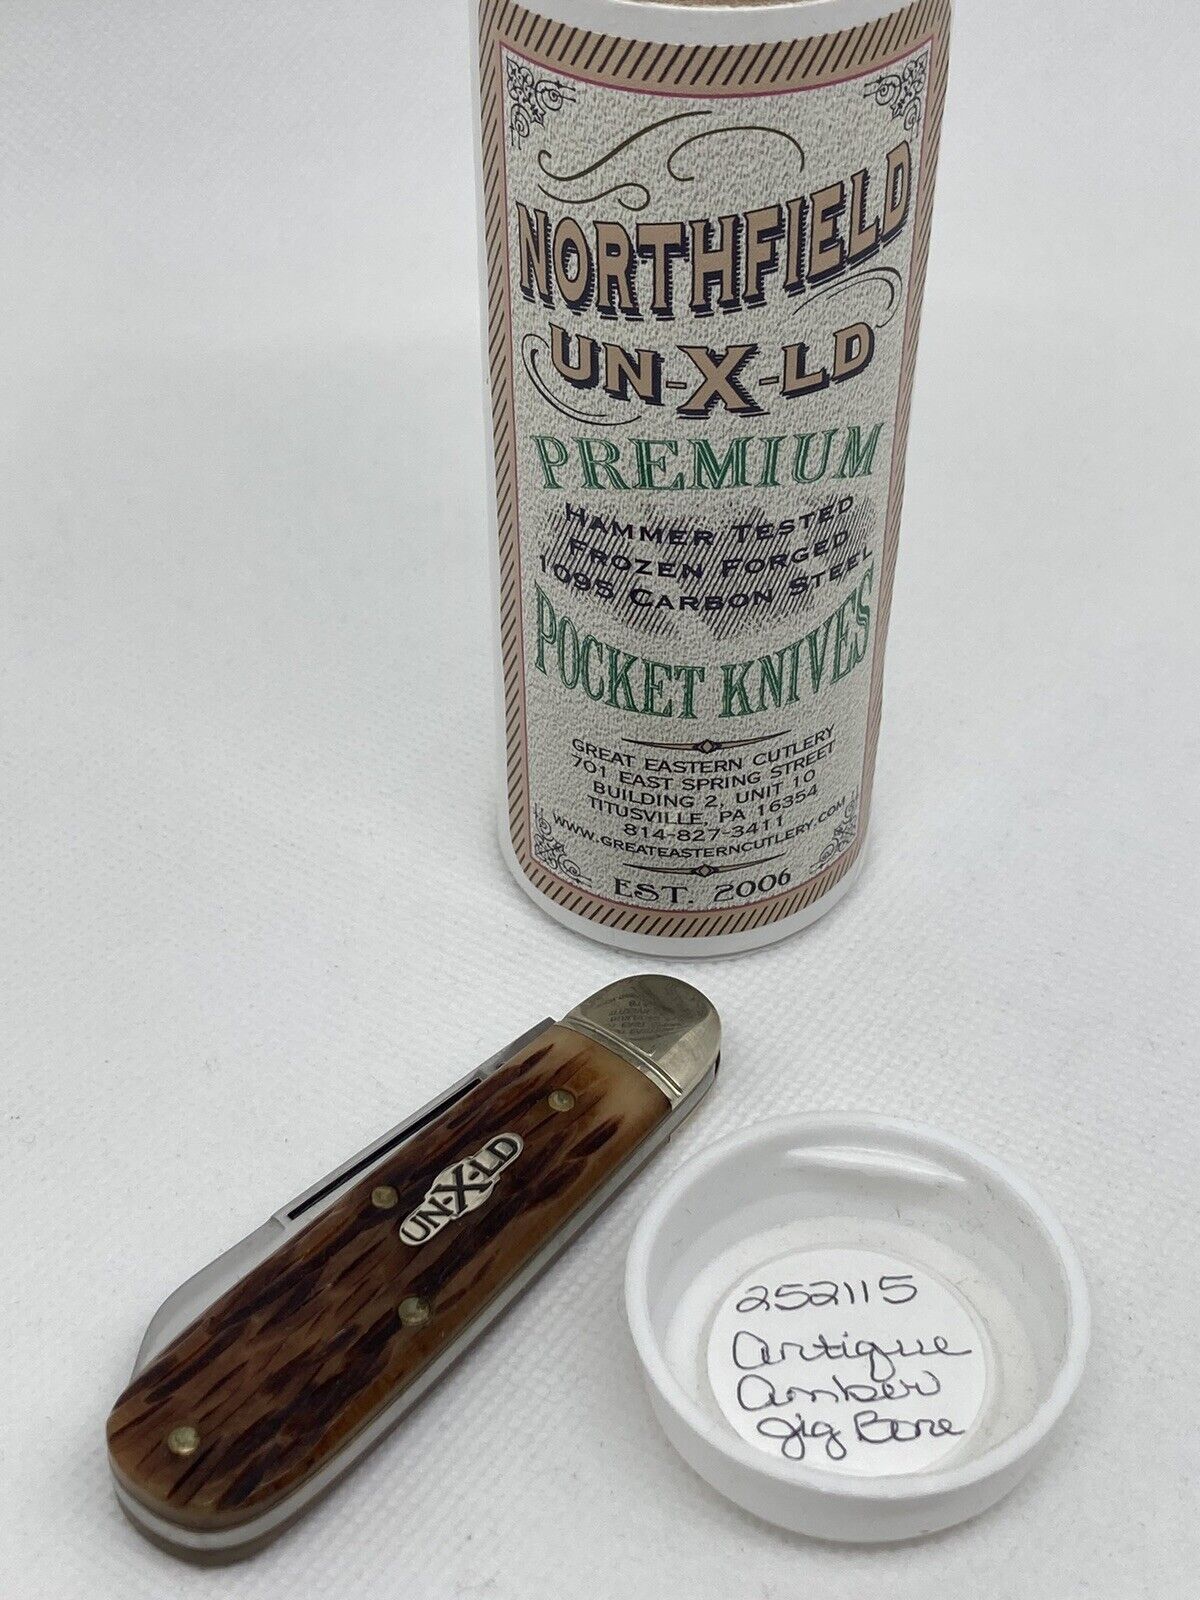 NORTHFIELD
UN-X-LD
PREMIUM
HAMMER TESTED
FROZEN FORGED
1095 CARBON STEEL
POCKET KNIVES
GREAT EASTERN CUTLERY
701 EAST SPRING STREET
BUILDING 2, UNIT 10
TITUSVILLE, PA 16354
814-827-3411
WWW.GREATEASTERNCUTLERY.COM
EST. 2006
UN-X-LD
252115
Antique
Amber
Jig Bone